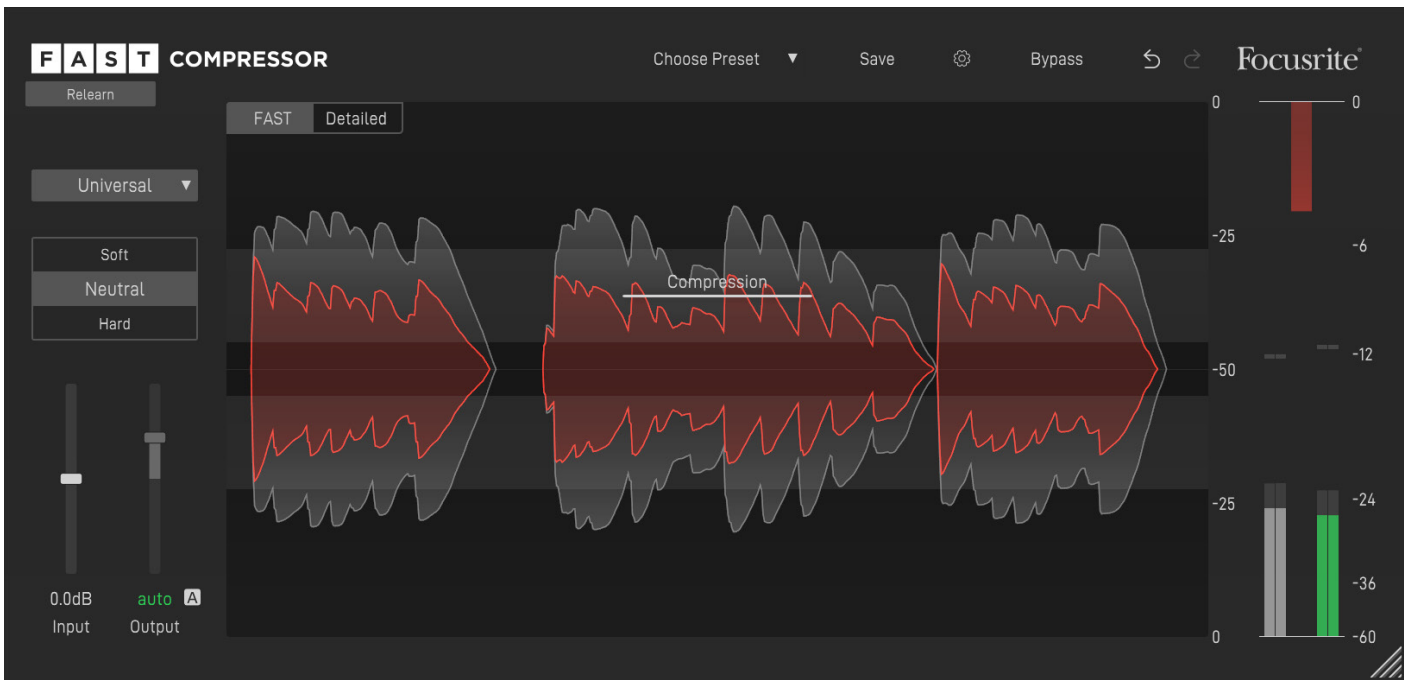 FAST COMPRESSOR
Choose Preset ▼
Save
Bypass
Focusrite®
Relearn
FAST
Detailed
Universal ▼
Soft
Neutral
Hard
Compression
0
-25
-50
-25
0
0
-6
-12
-24
-36
-60
0.0dB
auto A
Input
Output